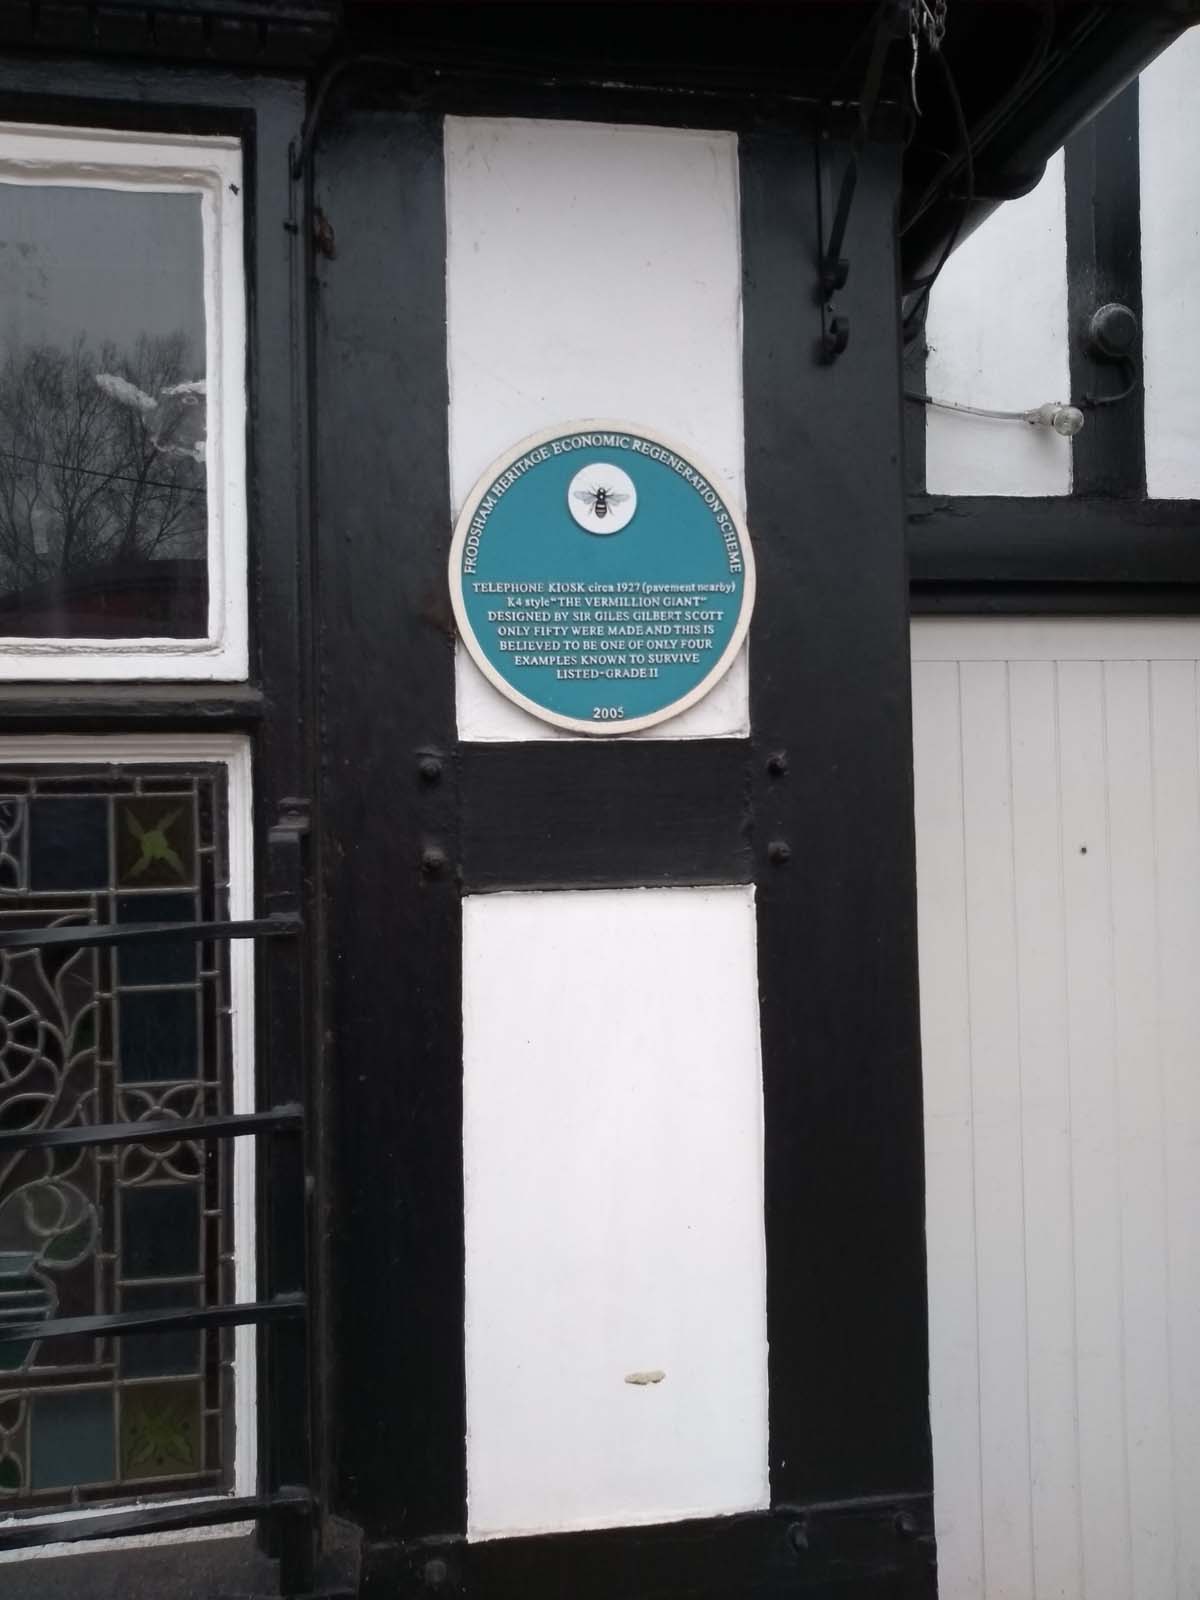 FRODSHAM HERITAGE ECONOMIC REGENERATION SCHEME
TELEPHONE KIOSK circa 1927 (pavement nearby)
K4 style "THE VERMILLION GIANT"
DESIGNED BY SIR GILES GILBERT SCOTT
ONLY FIFTY WERE MADE AND THIS IS
BELIEVED TO BE ONE OF ONLY FOUR
EXAMPLES KNOWN TO SURVIVE
LISTED-GRADE II
2005